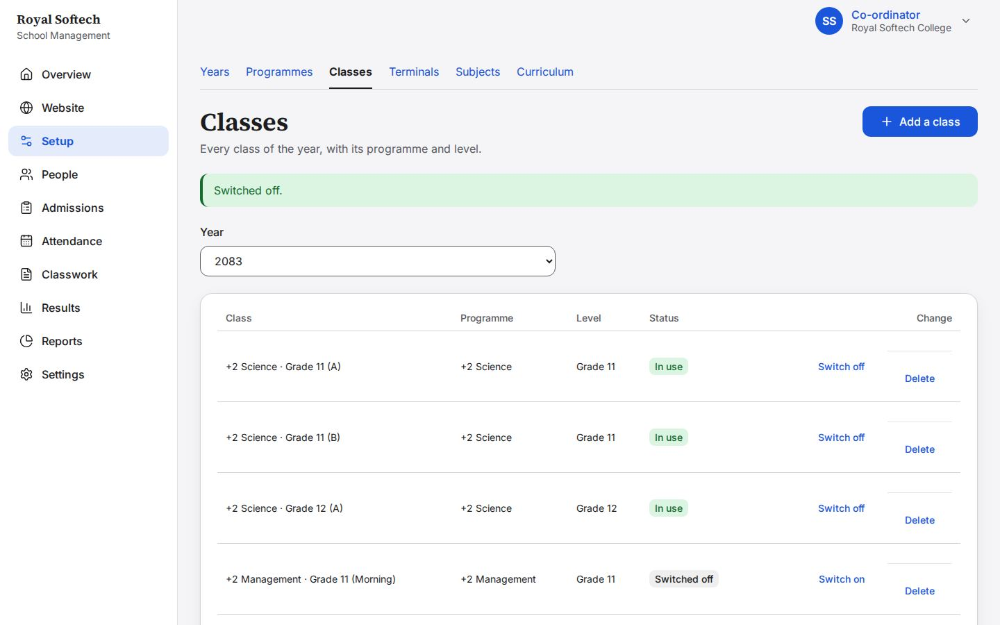 Royal Softech
School Management
Overview
Website
Setup
People
Admissions
Attendance
Classwork
Results
Reports
Settings
SS
Co-ordinator
Royal Softech College
Years Programmes Classes Terminals Subjects Curriculum
Classes
Every class of the year, with its programme and level.
+ Add a class
Switched off.
Year
2083
Class Programme Level Status Change
+2 Science · Grade 11 (A) +2 Science Grade 11 In use Switch off Delete
+2 Science · Grade 11 (B) +2 Science Grade 11 In use Switch off Delete
+2 Science · Grade 12 (A) +2 Science Grade 12 In use Switch off Delete
+2 Management · Grade 11 (Morning) +2 Management Grade 11 Switched off Switch on Delete